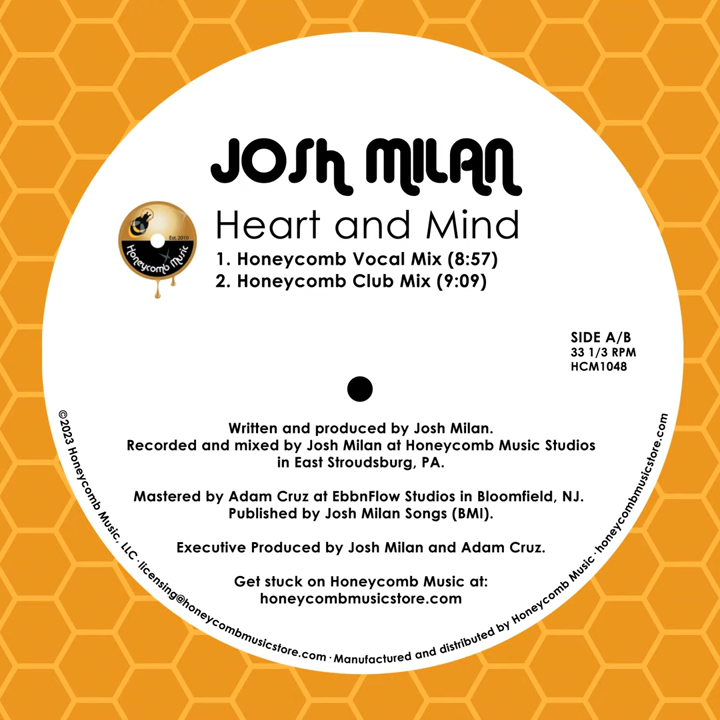 Josh Milan
Heart and Mind
Est. 2010
Honeycomb Music
1. Honeycomb Vocal Mix (8:57)
2. Honeycomb Club Mix (9:09)
SIDE A/B
33 1/3 RPM
HCM1048
Written and produced by Josh Milan.
Recorded and mixed by Josh Milan at Honeycomb Music Studios
in East Stroudsburg, PA.
Mastered by Adam Cruz at EbbnFlow Studios in Bloomfield, NJ.
Published by Josh Milan Songs (BMI).
Executive Produced by Josh Milan and Adam Cruz.
Get stuck on Honeycomb Music at:
honeycombmusicstore.com
©2023 Honeycomb Music, LLC · licensing@honeycombmusicstore.com · Manufactured and distributed by Honeycomb Music · honeycombmusicstore.com